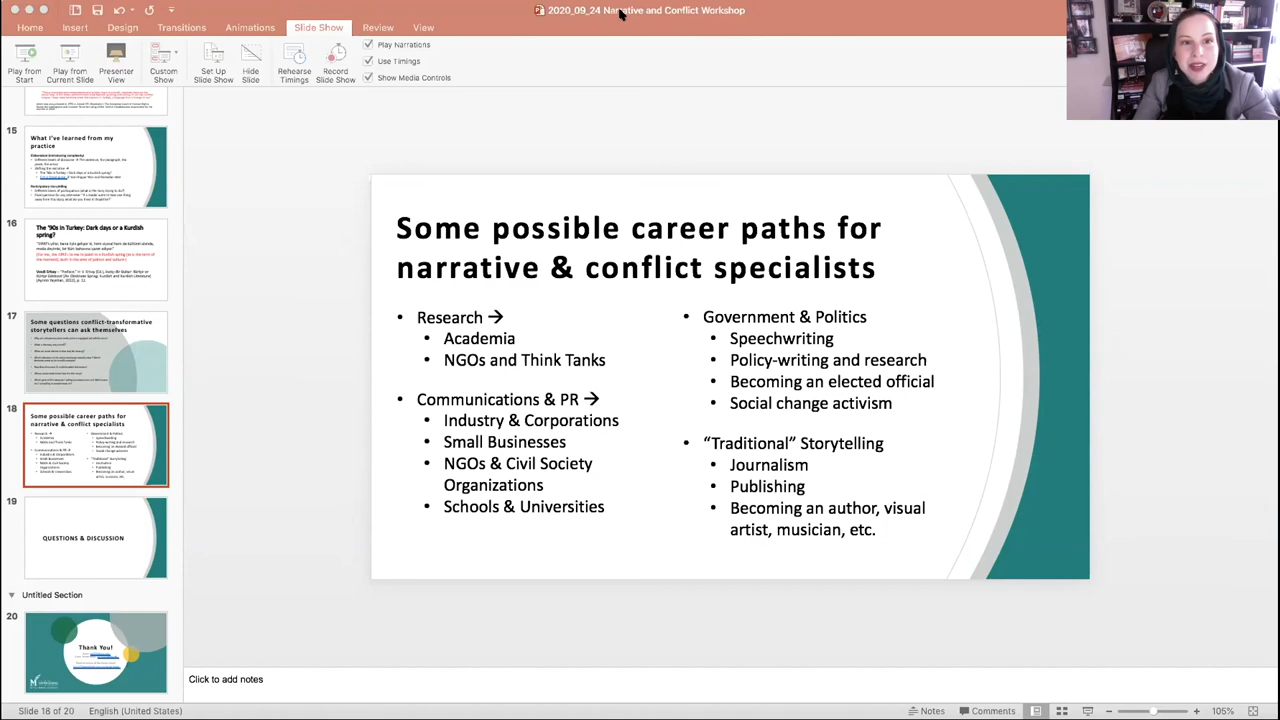 2020_09_24 Narrative and Conflict Workshop
Home Insert Design Transitions Animations Slide Show Review View
Play from Start
Play from Current Slide
Presenter View
Custom Show
Set Up Slide Show
Hide Slide
Rehearse Timings
Record Slide Show
Play Narrations
Use Timings
Show Media Controls
15
What I've learned from my
practice
16
The '90s in Turkey: Dark days or a Kurdish
spring?
17
Some questions conflict-transformative
storytellers can ask themselves
18
Some possible career paths for
narrative & conflict specialists
19
QUESTIONS & DISCUSSION
Untitled Section
20
Thank You!
Some possible career paths for
narrative & conflict specialists
• Research →
• Academia
• NGOs and Think Tanks
• Communications & PR →
• Industry & Corporations
• Small Businesses
• NGOs & Civil Society
Organizations
• Schools & Universities
• Government & Politics
• Speechwriting
• Policy-writing and research
• Becoming an elected official
• Social change activism
• “Traditional” Storytelling
• Journalism
• Publishing
• Becoming an author, visual
artist, musician, etc.
Click to add notes
Slide 18 of 20 English (United States) Notes Comments 105%